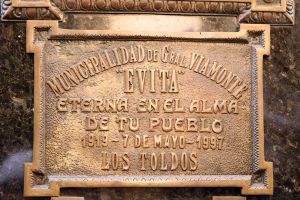 MUNICIPALIDAD DE GRAL. VIAMONTE
"EVITA"
ETERNA EN EL ALMA
DE TU PUEBLO
1919 - 7 DE MAYO - 1997
LOS TOLDOS